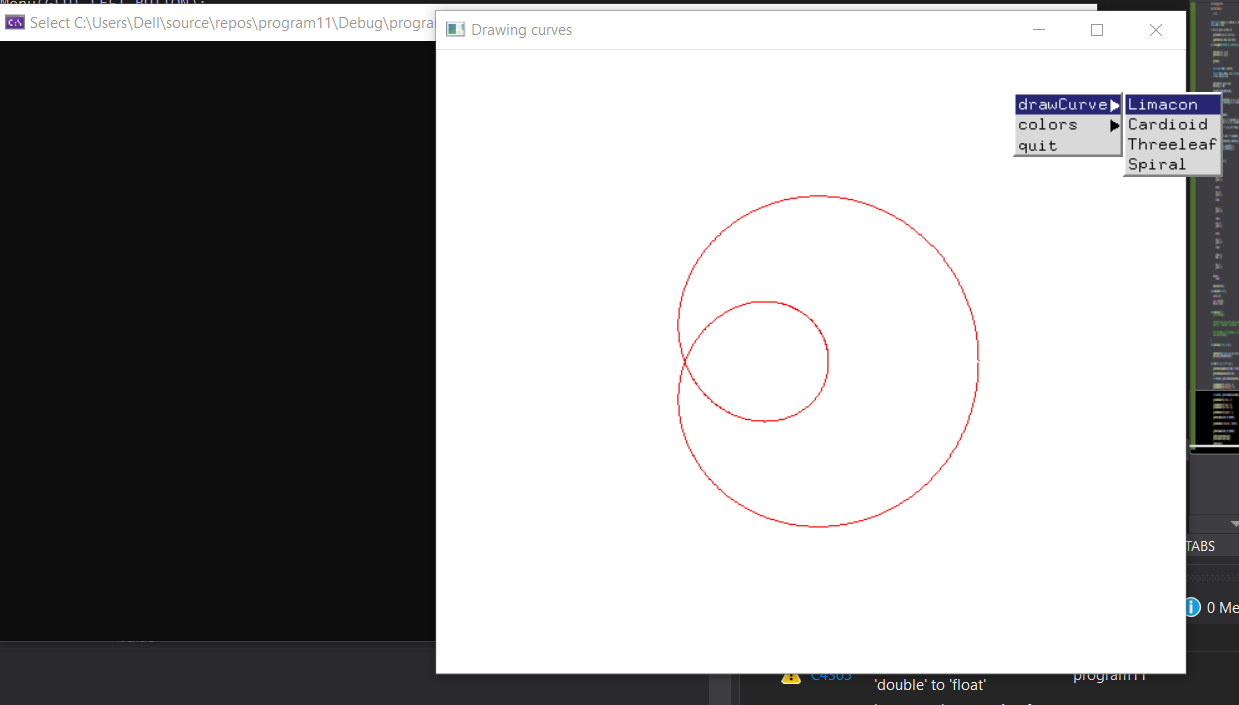 Select C:\Users\Dell\source\repos\program11\Debug\progra
Drawing curves
drawCurve
colors
quit
Limacon
Cardioid
Threeleaf
Spiral
TABS
0 Me
C4305
'double' to 'float'
program11